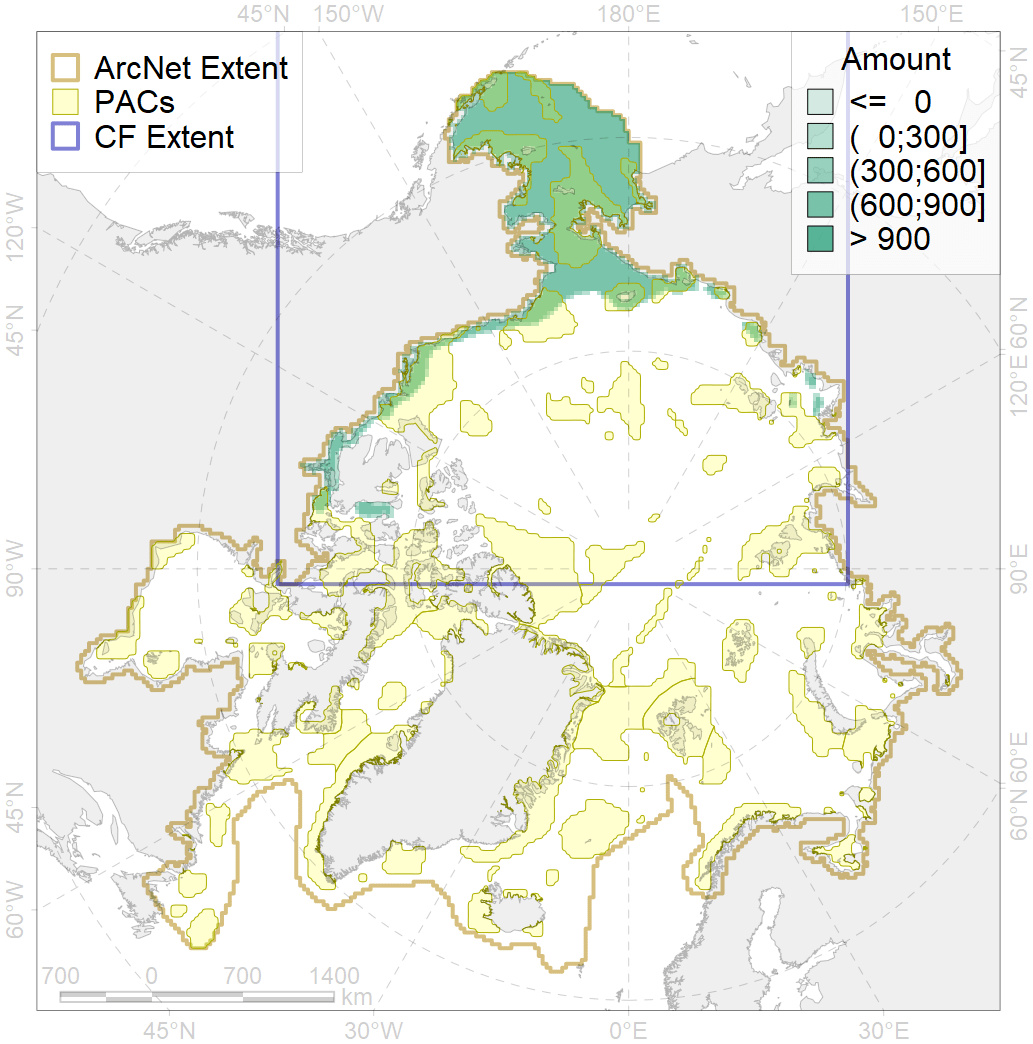 45°N 150°W 180°E 150°E
ArcNet Extent
PACs
CF Extent
Amount
<= 0
( 0;300]
(300;600]
(600;900]
> 900
45°N
120°W
45°N
60°N
120°E
90°W
90°E
60°E
45°N
60°N
60°W
700 0 700 1400
km
45°N 30°W 0°E 30°E